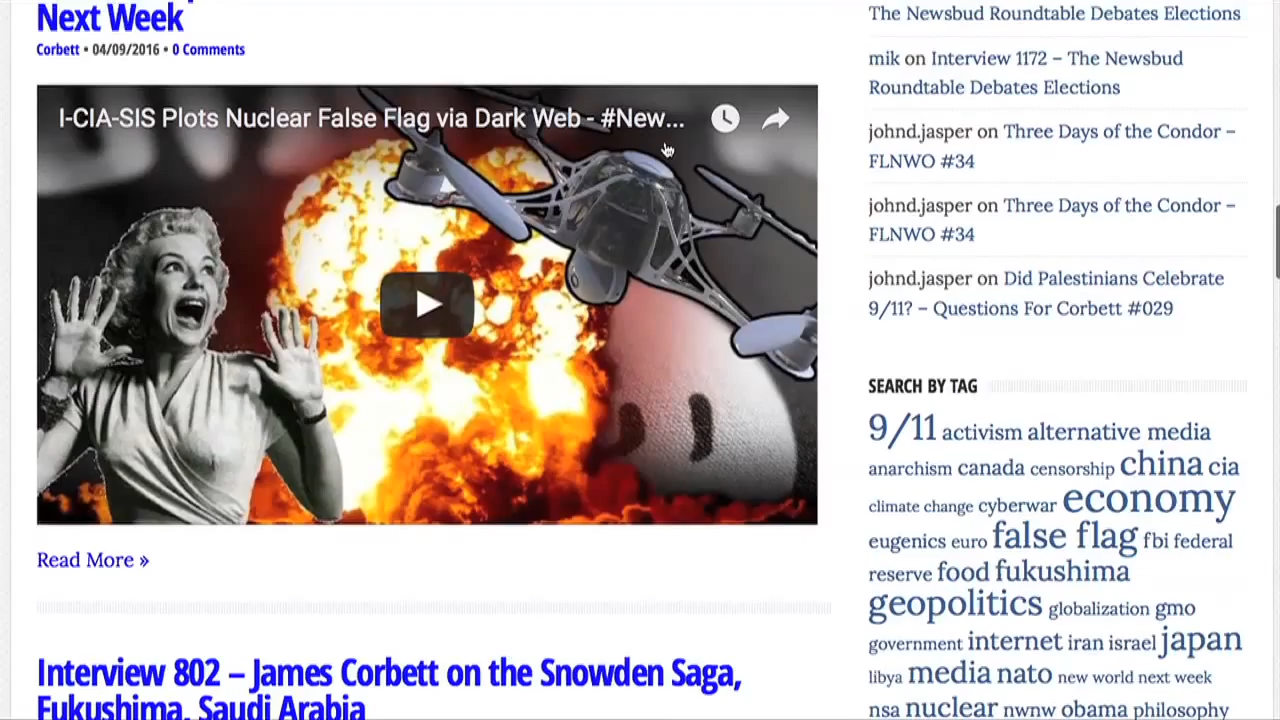 Next Week
Corbett • 04/09/2016 • 0 Comments
I-CIA-SIS Plots Nuclear False Flag via Dark Web - #New...
Read More »
Interview 802 – James Corbett on the Snowden Saga,
Fukushima, Saudi Arabia
The Newsbud Roundtable Debates Elections
mik on Interview 1172 – The Newsbud
Roundtable Debates Elections
johnd.jasper on Three Days of the Condor –
FLNWO #34
johnd.jasper on Three Days of the Condor –
FLNWO #34
johnd.jasper on Did Palestinians Celebrate
9/11? – Questions For Corbett #029
SEARCH BY TAG
9/11 activism alternative media
anarchism canada censorship china cia
climate change cyberwar economy
eugenics euro false flag fbi federal
reserve food fukushima
geopolitics globalization gmo
government internet iran israel japan
libya media nato new world next week
nsa nuclear nwnw obama philosophy